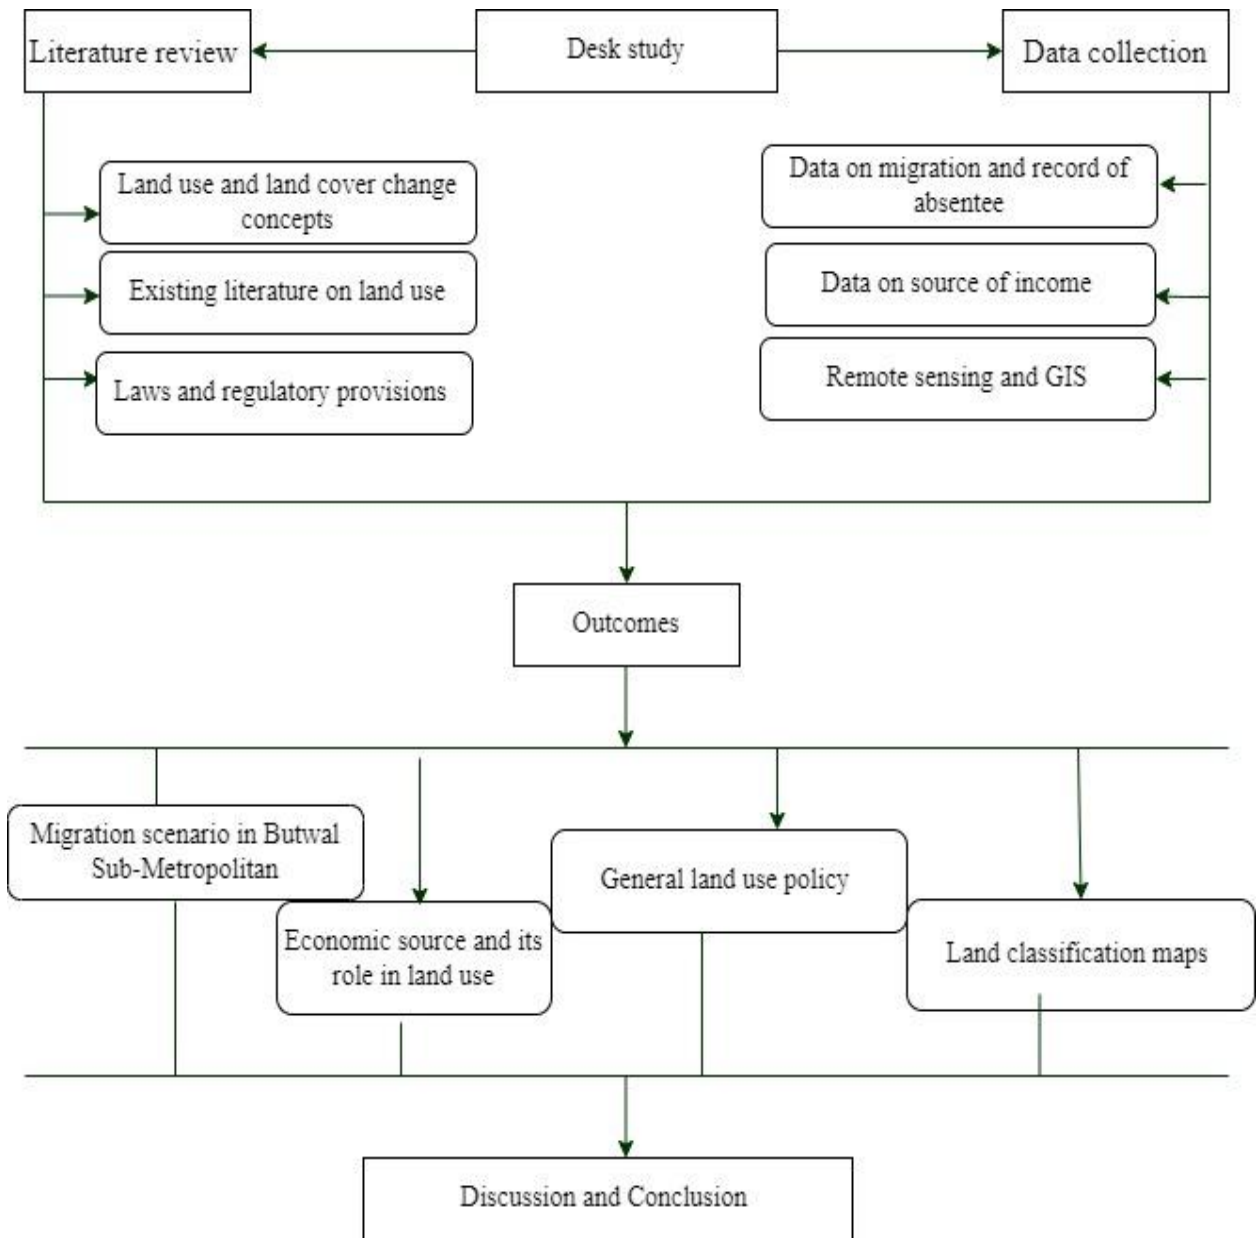 Literature review
Desk study
Data collection
Land use and land cover change
concepts
Existing literature on land use
Laws and regulatory provisions
Data on migration and record of
absentee
Data on source of income
Remote sensing and GIS
Outcomes
Migration scenario in Butwal
Sub-Metropolitan
Economic source and its
role in land use
General land use policy
Land classification maps
Discussion and Conclusion